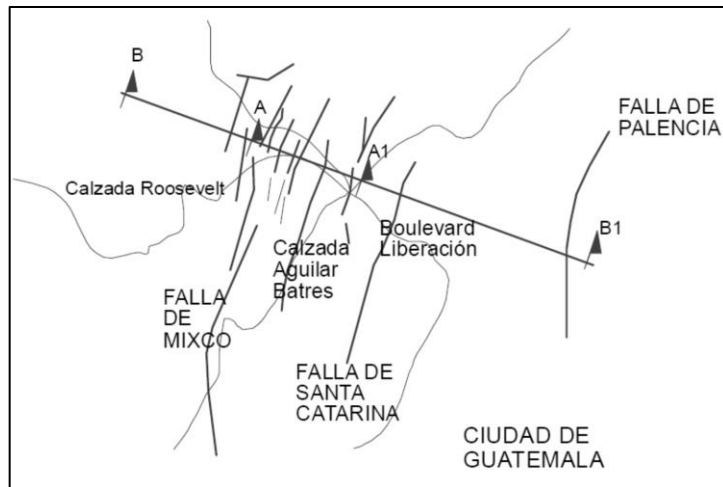 B
A
FALLA DE
PALENCIA
A1
Calzada Roosevelt
B1
Boulevard
Liberación
Calzada
Aguilar
Batres
FALLA
DE
MIXCO
FALLA DE
SANTA
CATARINA
CIUDAD DE
GUATEMALA